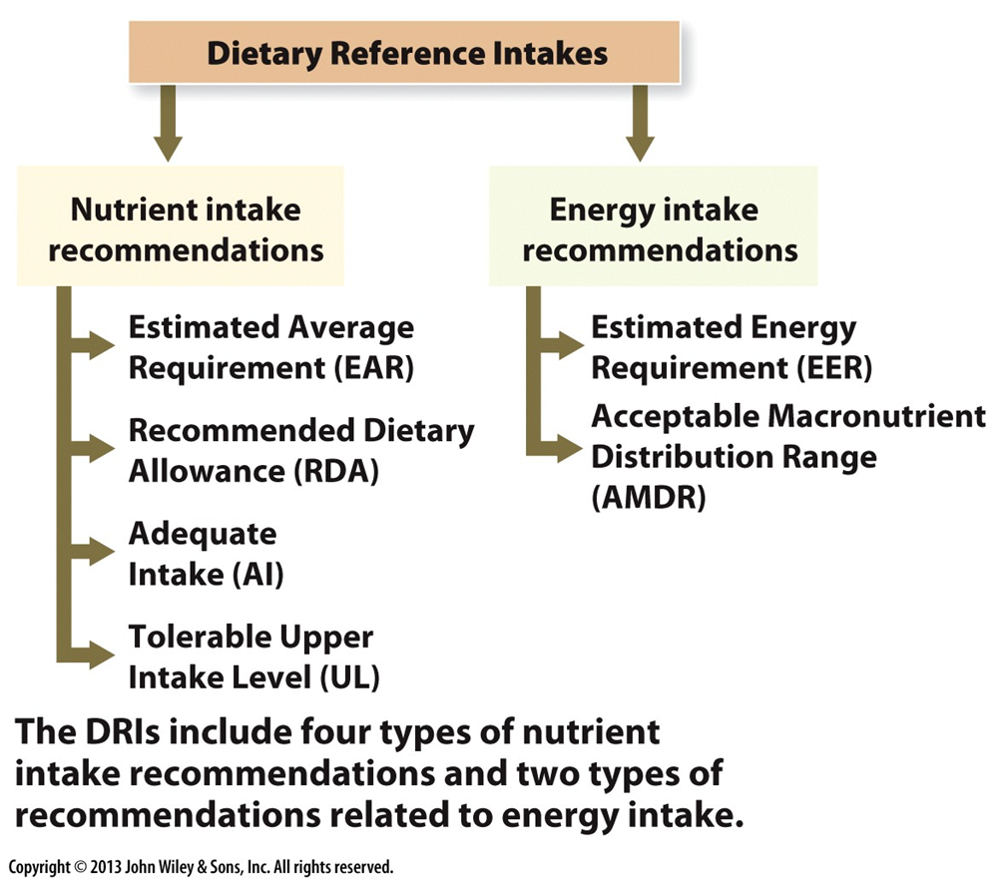 Dietary Reference Intakes
Nutrient intake
recommendations
Estimated Average
Requirement (EAR)
Recommended Dietary
Allowance (RDA)
Adequate
Intake (AI)
Tolerable Upper
Intake Level (UL)
Energy intake
recommendations
Estimated Energy
Requirement (EER)
Acceptable Macronutrient
Distribution Range
(AMDR)
The DRIs include four types of nutrient
intake recommendations and two types of
recommendations related to energy intake.
Copyright © 2013 John Wiley & Sons, Inc. All rights reserved.